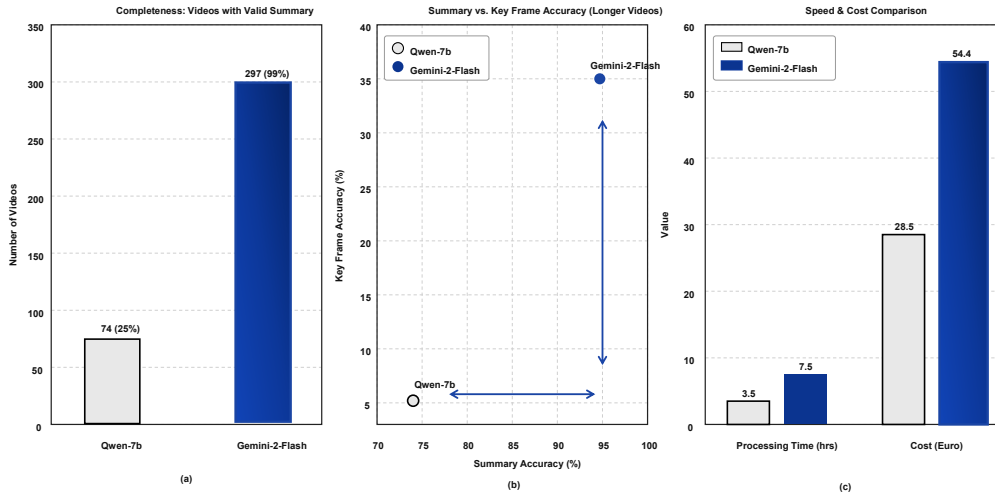 Completeness: Videos with Valid Summary
350
300
250
200
150
100
50
0
Number of Videos
74 (25%)
297 (99%)
Qwen-7b
Gemini-2-Flash
(a)
Summary vs. Key Frame Accuracy (Longer Videos)
Qwen-7b
Gemini-2-Flash
40
35
30
25
20
15
10
5
Key Frame Accuracy (%)
Gemini-2-Flash
Qwen-7b
70
75
80
85
90
95
100
Summary Accuracy (%)
(b)
Speed & Cost Comparison
Qwen-7b
Gemini-2-Flash
60
50
40
30
20
10
0
Value
3.5
7.5
28.5
54.4
Processing Time (hrs)
Cost (Euro)
(c)